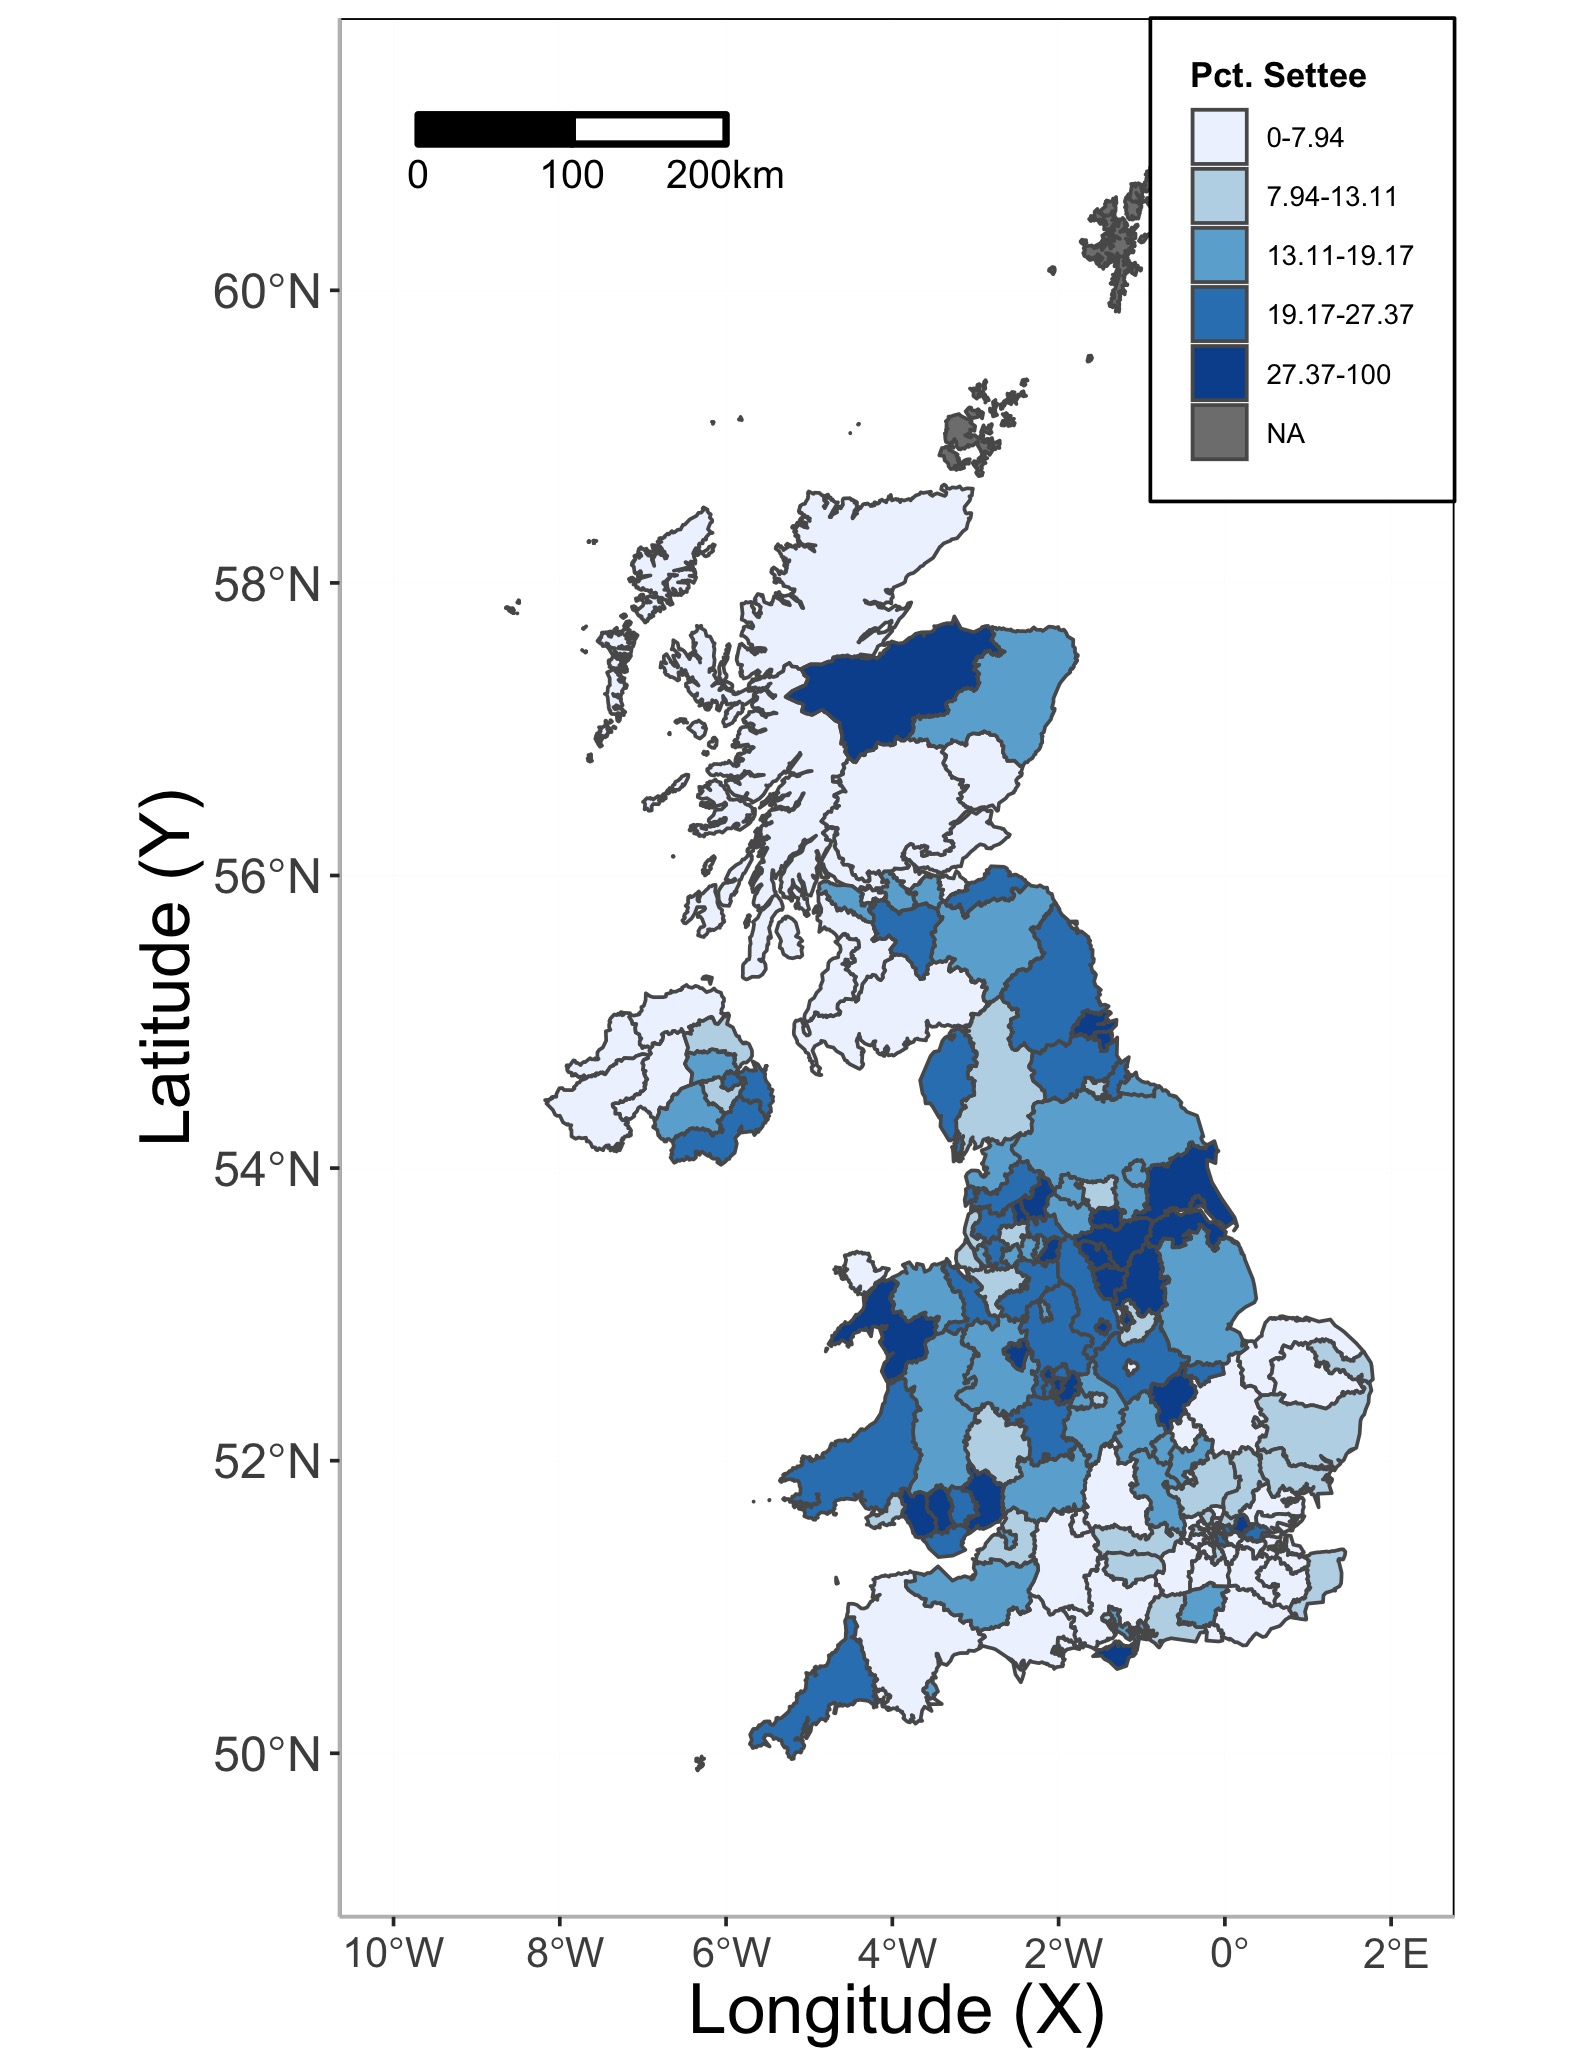 Pct. Settee
0-7.94
7.94-13.11
13.11-19.17
19.17-27.37
27.37-100
NA
0 100 200km
60°N
58°N
56°N
54°N
52°N
50°N
Latitude (Y)
10°W 8°W 6°W 4°W 2°W 0° 2°E
Longitude (X)